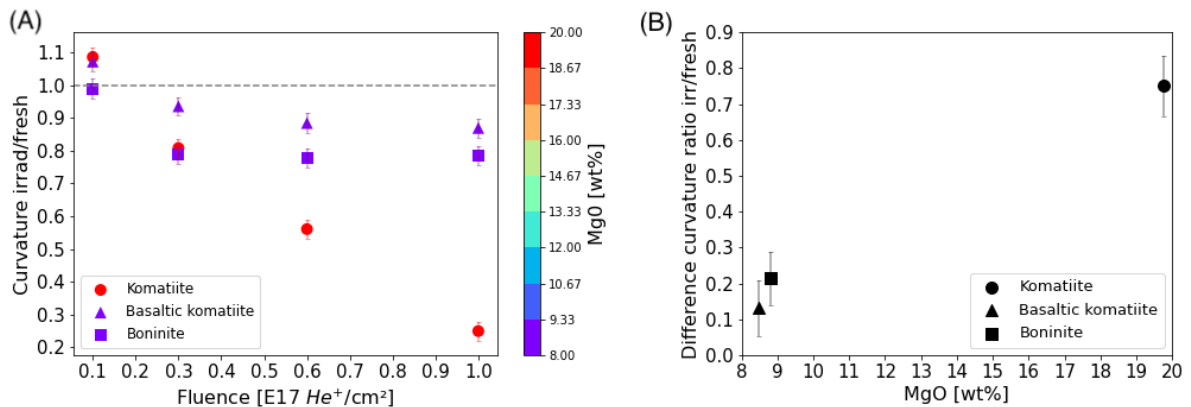 (A)
Curvature irrad/fresh
1.1
1.0
0.9
0.8
0.7
0.6
0.5
0.4
0.3
0.2
Komatiite
Basaltic komatiite
Boninite
0.1 0.2 0.3 0.4 0.5 0.6 0.7 0.8 0.9 1.0
Fluence [E17 He⁺/cm²]
20.00
18.67
17.33
16.00
14.67
13.33
12.00
10.67
9.33
8.00
Mg0 [wt%]
(B)
Difference curvature ratio irr/fresh
0.9
0.8
0.7
0.6
0.5
0.4
0.3
0.2
0.1
0.0
Komatiite
Basaltic komatiite
Boninite
8 9 10 11 12 13 14 15 16 17 18 19 20
MgO [wt%]